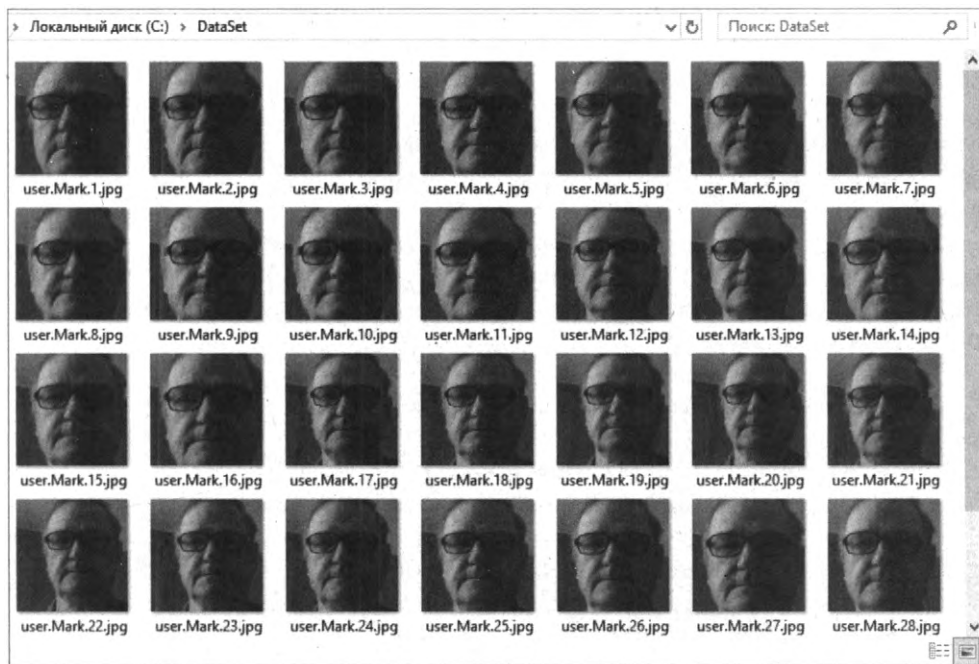 Локальный диск (C:) > DataSet Поиск: DataSet
user.Mark.1.jpg user.Mark.2.jpg user.Mark.3.jpg user.Mark.4.jpg user.Mark.5.jpg user.Mark.6.jpg user.Mark.7.jpg
user.Mark.8.jpg user.Mark.9.jpg user.Mark.10.jpg user.Mark.11.jpg user.Mark.12.jpg user.Mark.13.jpg user.Mark.14.jpg
user.Mark.15.jpg user.Mark.16.jpg user.Mark.17.jpg user.Mark.18.jpg user.Mark.19.jpg user.Mark.20.jpg user.Mark.21.jpg
user.Mark.22.jpg user.Mark.23.jpg user.Mark.24.jpg user.Mark.25.jpg user.Mark.26.jpg user.Mark.27.jpg user.Mark.28.jpg